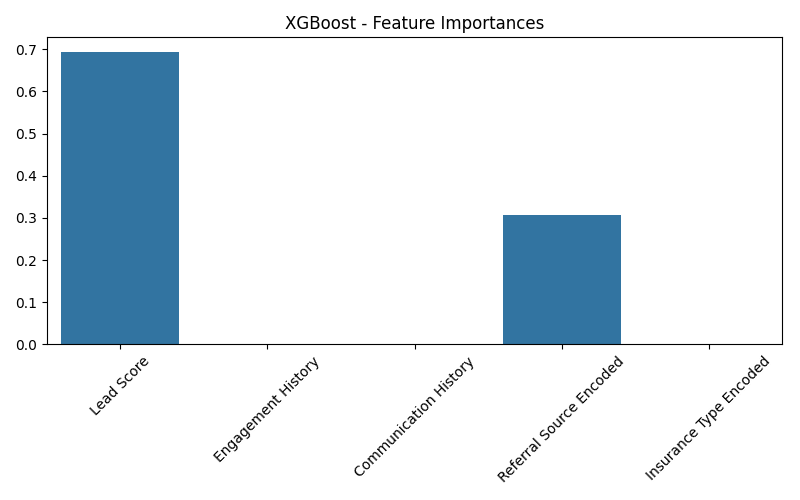 XGBoost - Feature Importances
0.7
0.6
0.5
0.4
0.3
0.2
0.1
0.0
Lead Score
Engagement History
Communication History
Referral Source Encoded
Insurance Type Encoded